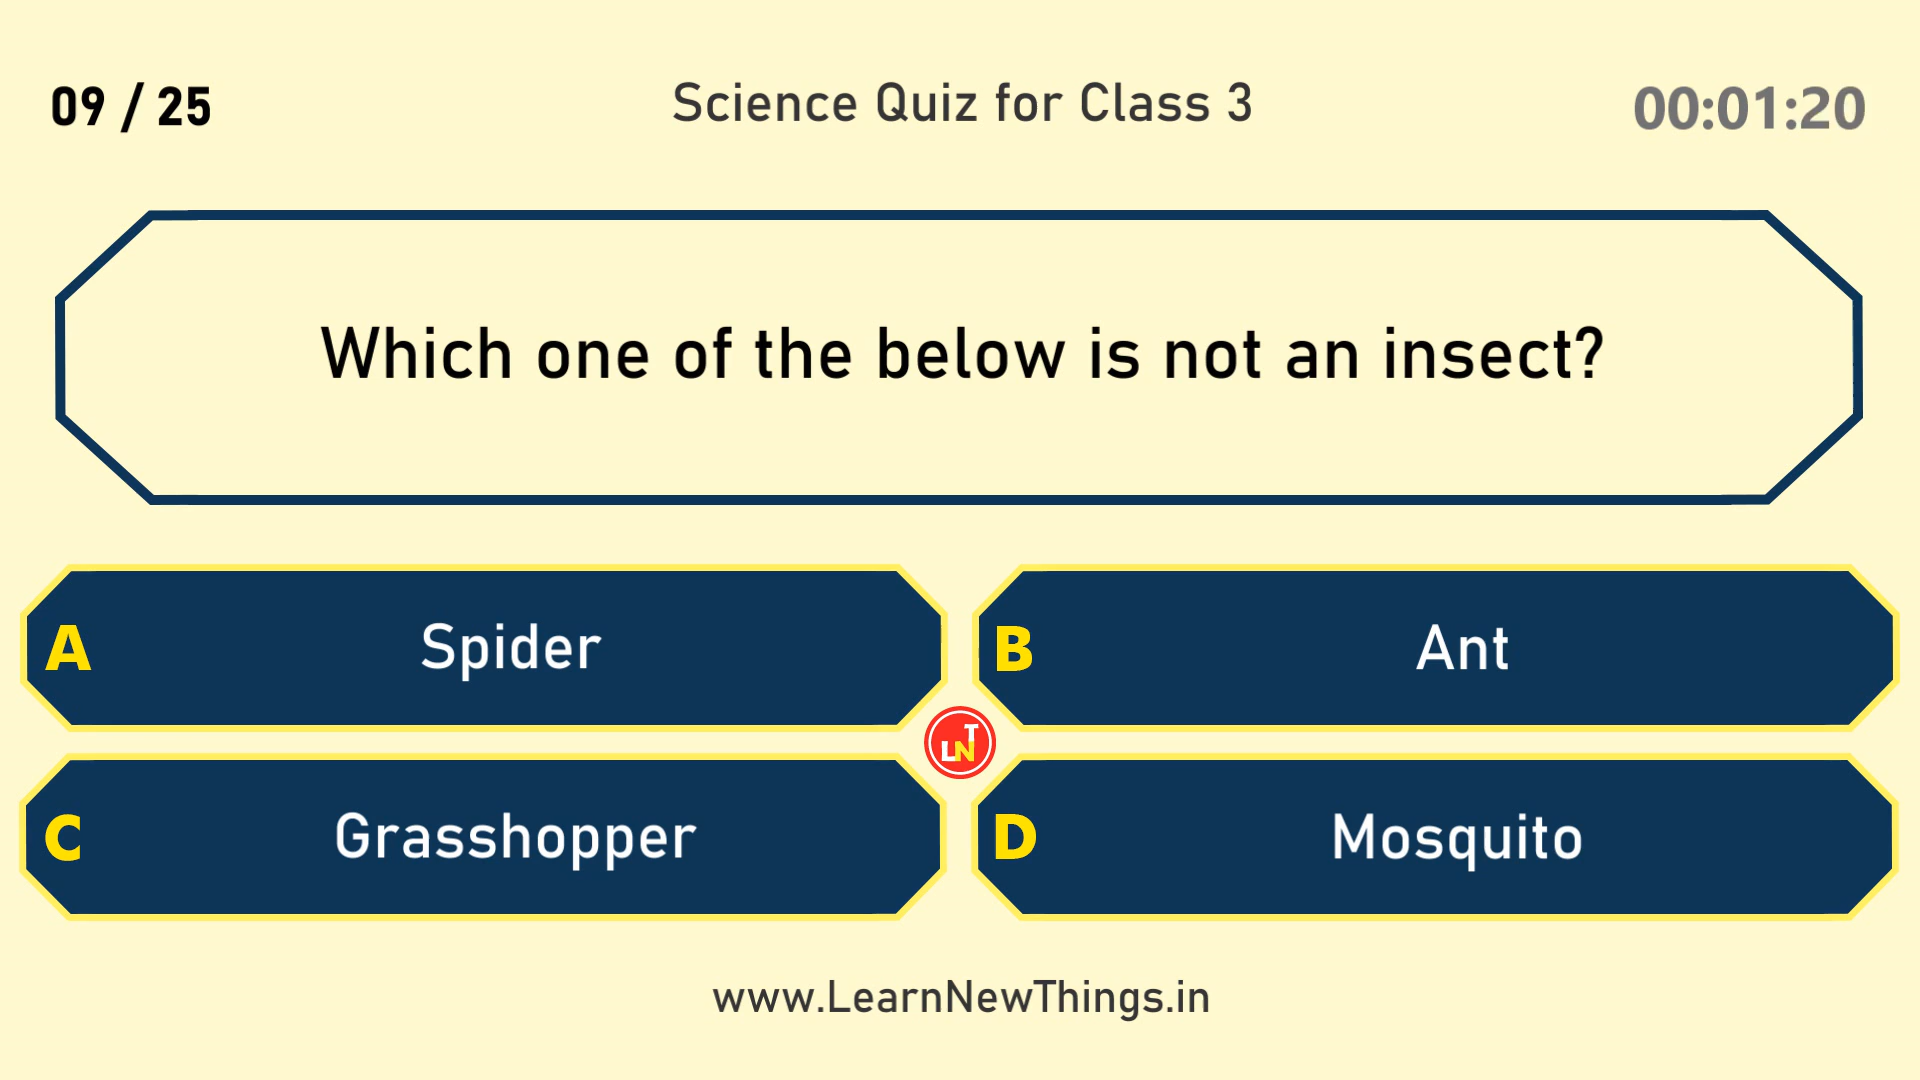 09 / 25
Science Quiz for Class 3
00:01:20
Which one of the below is not an insect?
A Spider
B Ant
LNT
C Grasshopper
D Mosquito
www.LearnNewThings.in